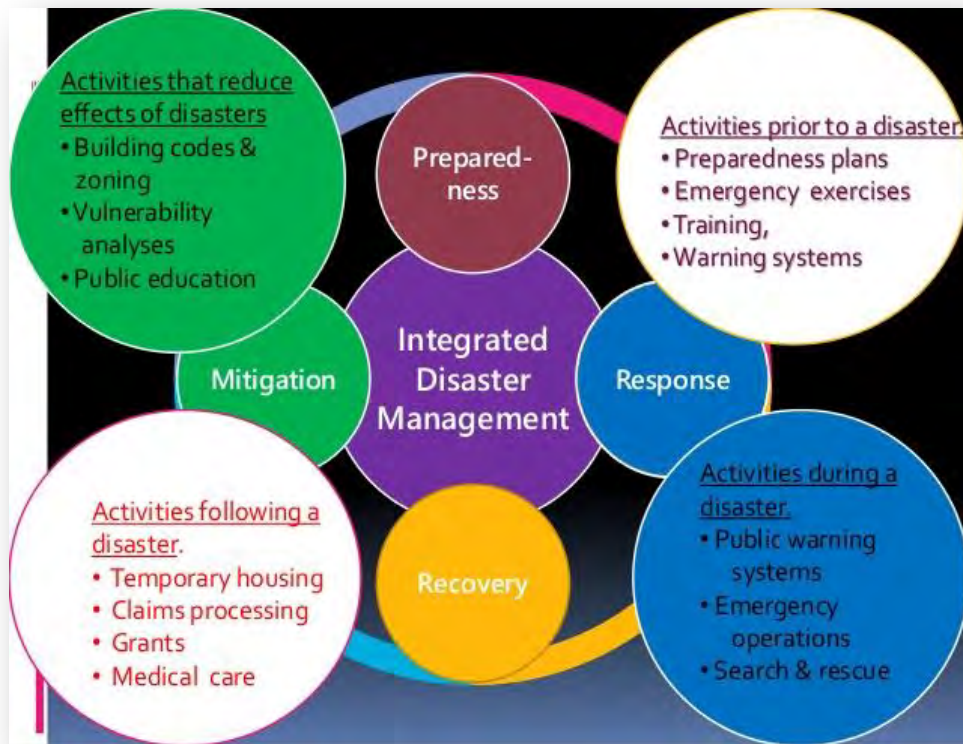 Activities that reduce
effects of disasters
• Building codes &
zoning
• Vulnerability
analyses
• Public education
Prepared-
ness
Activities prior to a disaster
• Preparedness plans
• Emergency exercises
• Training,
• Warning systems
Mitigation
Integrated
Disaster
Management
Response
Activities following a
disaster.
• Temporary housing
• Claims processing
• Grants
• Medical care
Recovery
Activities during a
disaster.
• Public warning
systems
• Emergency
operations
• Search & rescue